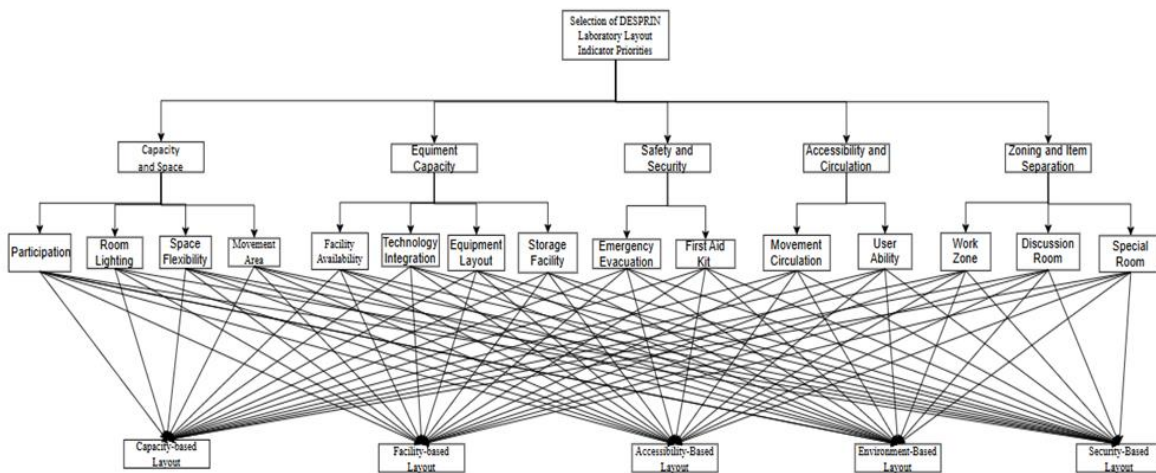 Selection of DESPRIN
Laboratory Layout
Indicator Priorities
Capacity
and Space
Equiment
Capacity
Safety and
Security
Accessibility and
Circulation
Zoning and Item
Separation
Participation
Room
Lighting
Space
Flexibility
Movement
Area
Facility
Availability
Technology
Integration
Equipment
Layout
Storage
Facility
Emergency
Evacuation
First Aid
Kit
Movement
Circulation
User
Ability
Work
Zone
Discussion
Room
Special
Room
Capacity-based
Layout
Facility-based
Layout
Accessibility-Based
Layout
Environment-Based
Layout
Security-Based
Layout